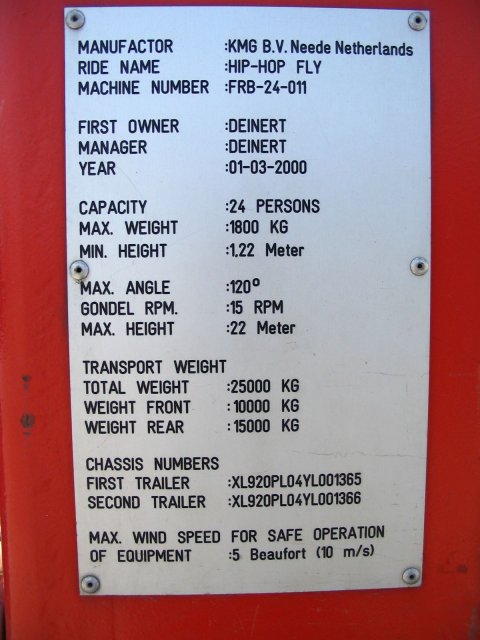 MANUFACTOR :KMG B.V. Neede Netherlands
RIDE NAME :HIP-HOP FLY
MACHINE NUMBER :FRB-24-011
FIRST OWNER :DEINERT
MANAGER :DEINERT
YEAR :01-03-2000
CAPACITY :24 PERSONS
MAX. WEIGHT :1800 KG
MIN. HEIGHT :1.22 Meter
MAX. ANGLE :120°
GONDEL RPM. :15 RPM
MAX. HEIGHT :22 Meter
TRANSPORT WEIGHT
TOTAL WEIGHT :25000 KG
WEIGHT FRONT :10000 KG
WEIGHT REAR :15000 KG
CHASSIS NUMBERS
FIRST TRAILER :XL920PL04YL001365
SECOND TRAILER :XL920PL04YL001366
MAX. WIND SPEED FOR SAFE OPERATION
OF EQUIPMENT :5 Beaufort (10 m/s)